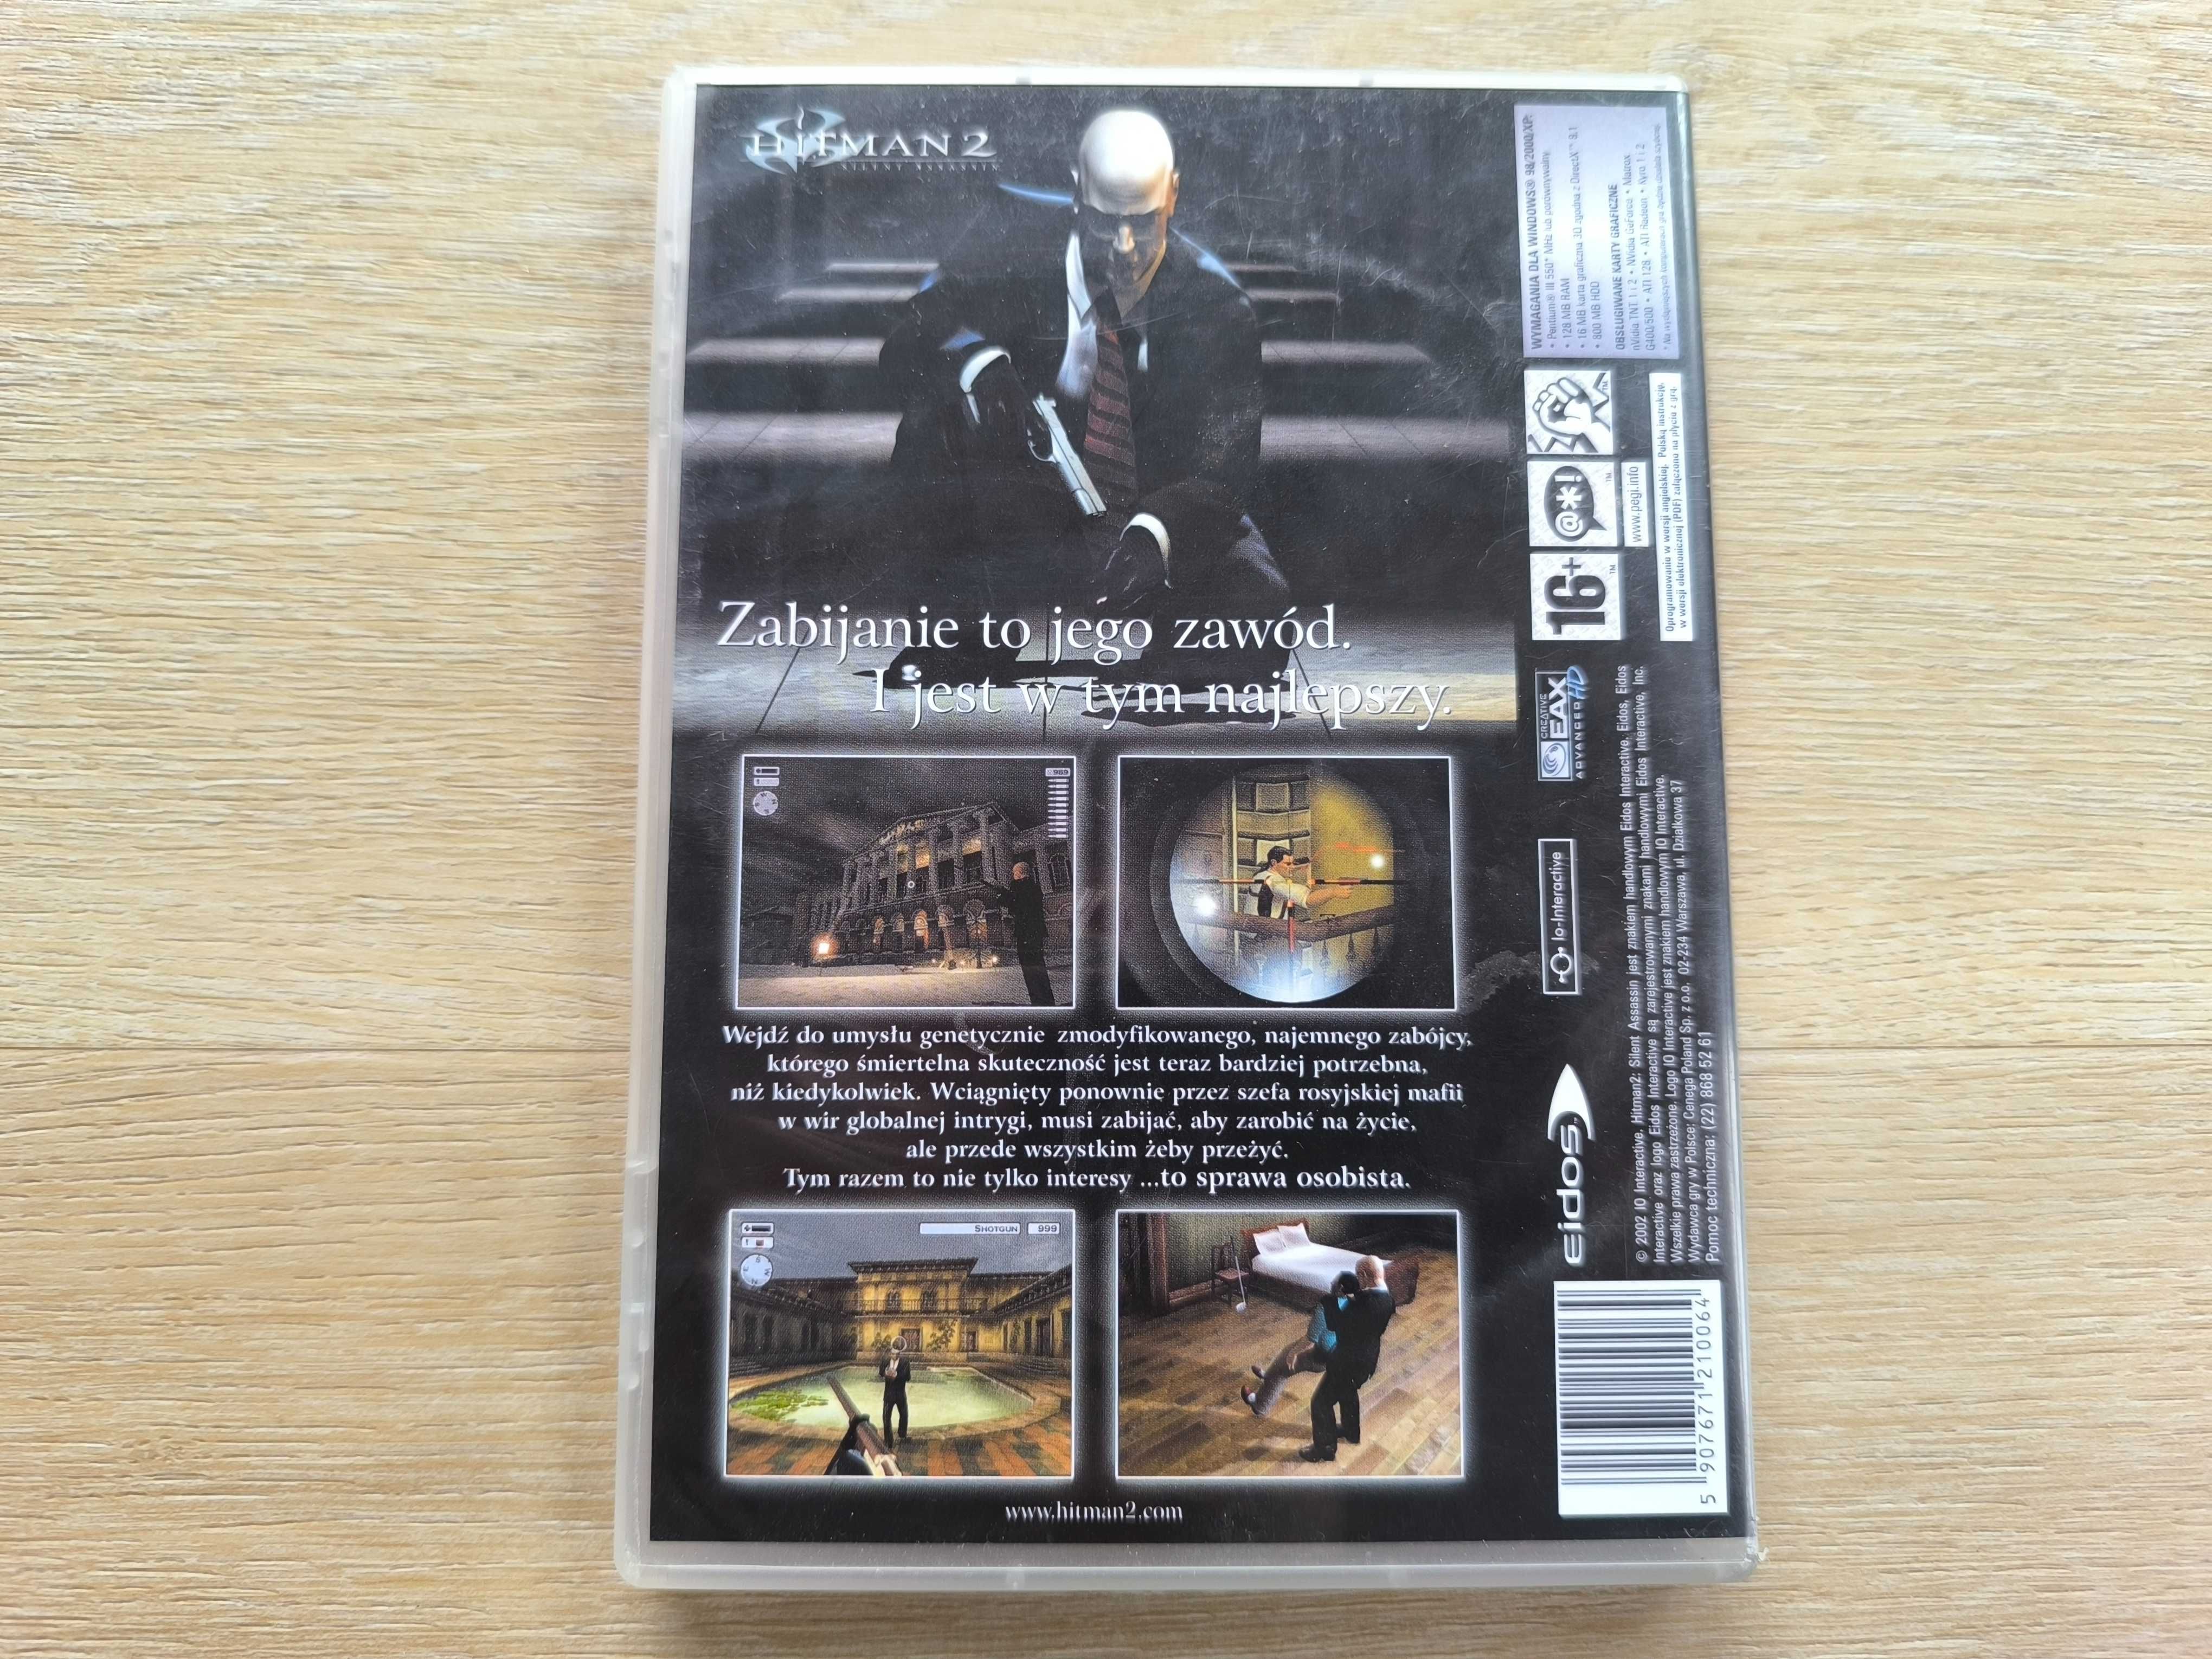 HITMAN 2
SILENT ASSASSIN
Zabijanie to jego zawód.
I jest w tym najlepszy.
989
Wejdź do umysłu genetycznie zmodyfikowanego, najemnego zabójcy,
którego śmiertelna skuteczność jest teraz bardziej potrzebna,
niż kiedykolwiek. Wciągnięty ponownie przez szefa rosyjskiej mafii
w wir globalnej intrygi, musi zabijać, aby zarobić na życie,
ale przede wszystkim żeby przeżyć.
Tym razem to nie tylko interesy ...to sprawa osobista.
SHOTGUN 999
www.hitman2.com
WYMAGANIA DLA WINDOWS® 98/2000/XP:
• Pentium® III 550* MHz lub porównywalny
• 128 MB RAM
• 16 MB karta graficzna 3D zgodna z DirectX™ 8.1
• 800 MB HDD
OBSŁUGIWANE KARTY GRAFICZNE
nVidia TNT 1 i 2 • NVidia GeForce • Matrox
G400/500 • ATI 128 • ATI Radeon • Kyro 1 i 2
16+
@*!
TM
www.pegi.info
Oprogramowanie w wersji angielskiej. Polską instrukcję,
w wersji elektronicznej (PDF) załączono na płycie z grą.
CREATIVE
EAX
ADVANCED HD
Io-Interactive
eidos
© 2002 IO Interactive. Hitman2: Silent Assassin jest znakiem handlowym Eidos Interactive. Eidos, Eidos
Interactive oraz logo Eidos Interactive są zarejestrowanymi znakami handlowymi Eidos Interactive, Inc.
Wszelkie prawa zastrzeżone. Logo IO Interactive jest znakiem handlowym IO Interactive.
Wydawca gry w Polsce: Cenega Poland Sp. z o.o. 02-234 Warszawa, ul. Działkowa 37
Pomoc techniczna: (22) 868 52 61
5 907671 210064